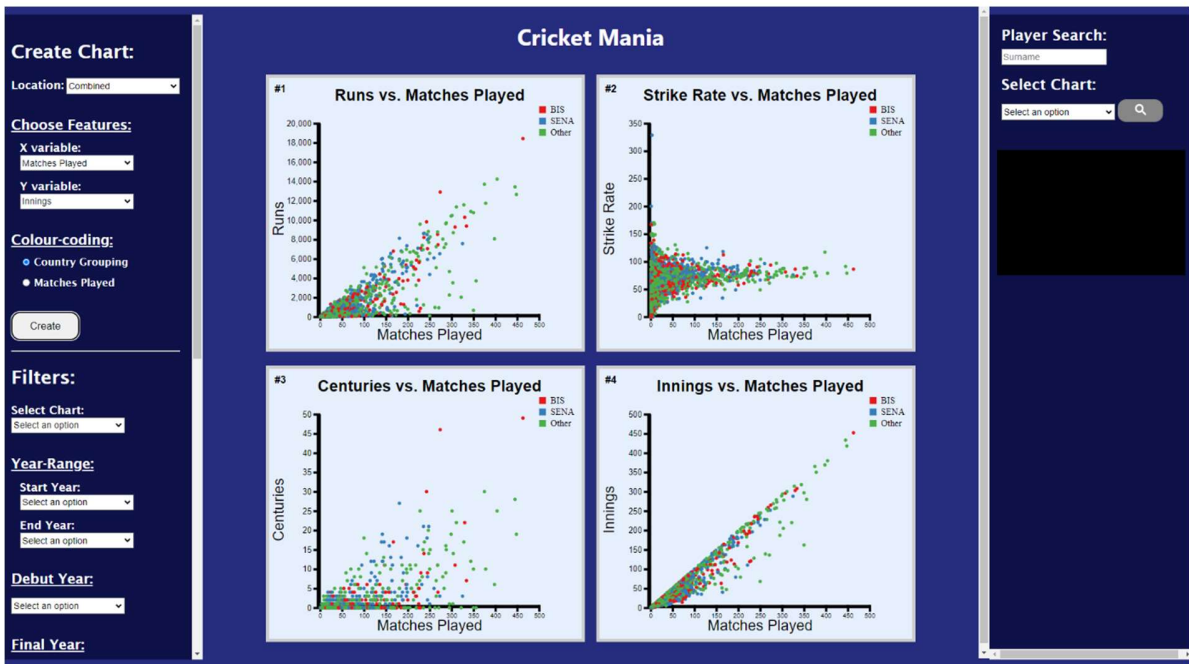 Create Chart:
Location: Combined
Choose Features:
X variable:
Matches Played
Y variable:
Innings
Colour-coding:
Country Grouping
Matches Played
Create
Filters:
Select Chart:
Select an option
Year-Range:
Start Year:
Select an option
End Year:
Select an option
Debut Year:
Select an option
Final Year:
Cricket Mania
#1
Runs vs. Matches Played
BIS
SENA
Other
20,000
18,000
16,000
14,000
12,000
10,000
8,000
6,000
4,000
2,000
0
Runs
0 50 100 150 200 250 300 350 400 450 500
Matches Played
#2
Strike Rate vs. Matches Played
BIS
SENA
Other
350
300
250
200
150
100
50
0
Strike Rate
0 50 100 150 200 250 300 350 400 450 500
Matches Played
#3
Centuries vs. Matches Played
BIS
SENA
Other
50
45
40
35
30
25
20
15
10
5
0
Centuries
0 50 100 150 200 250 300 350 400 450 500
Matches Played
#4
Innings vs. Matches Played
BIS
SENA
Other
500
450
400
350
300
250
200
150
100
50
0
Innings
0 50 100 150 200 250 300 350 400 450 500
Matches Played
Player Search:
Surname
Select Chart:
Select an option